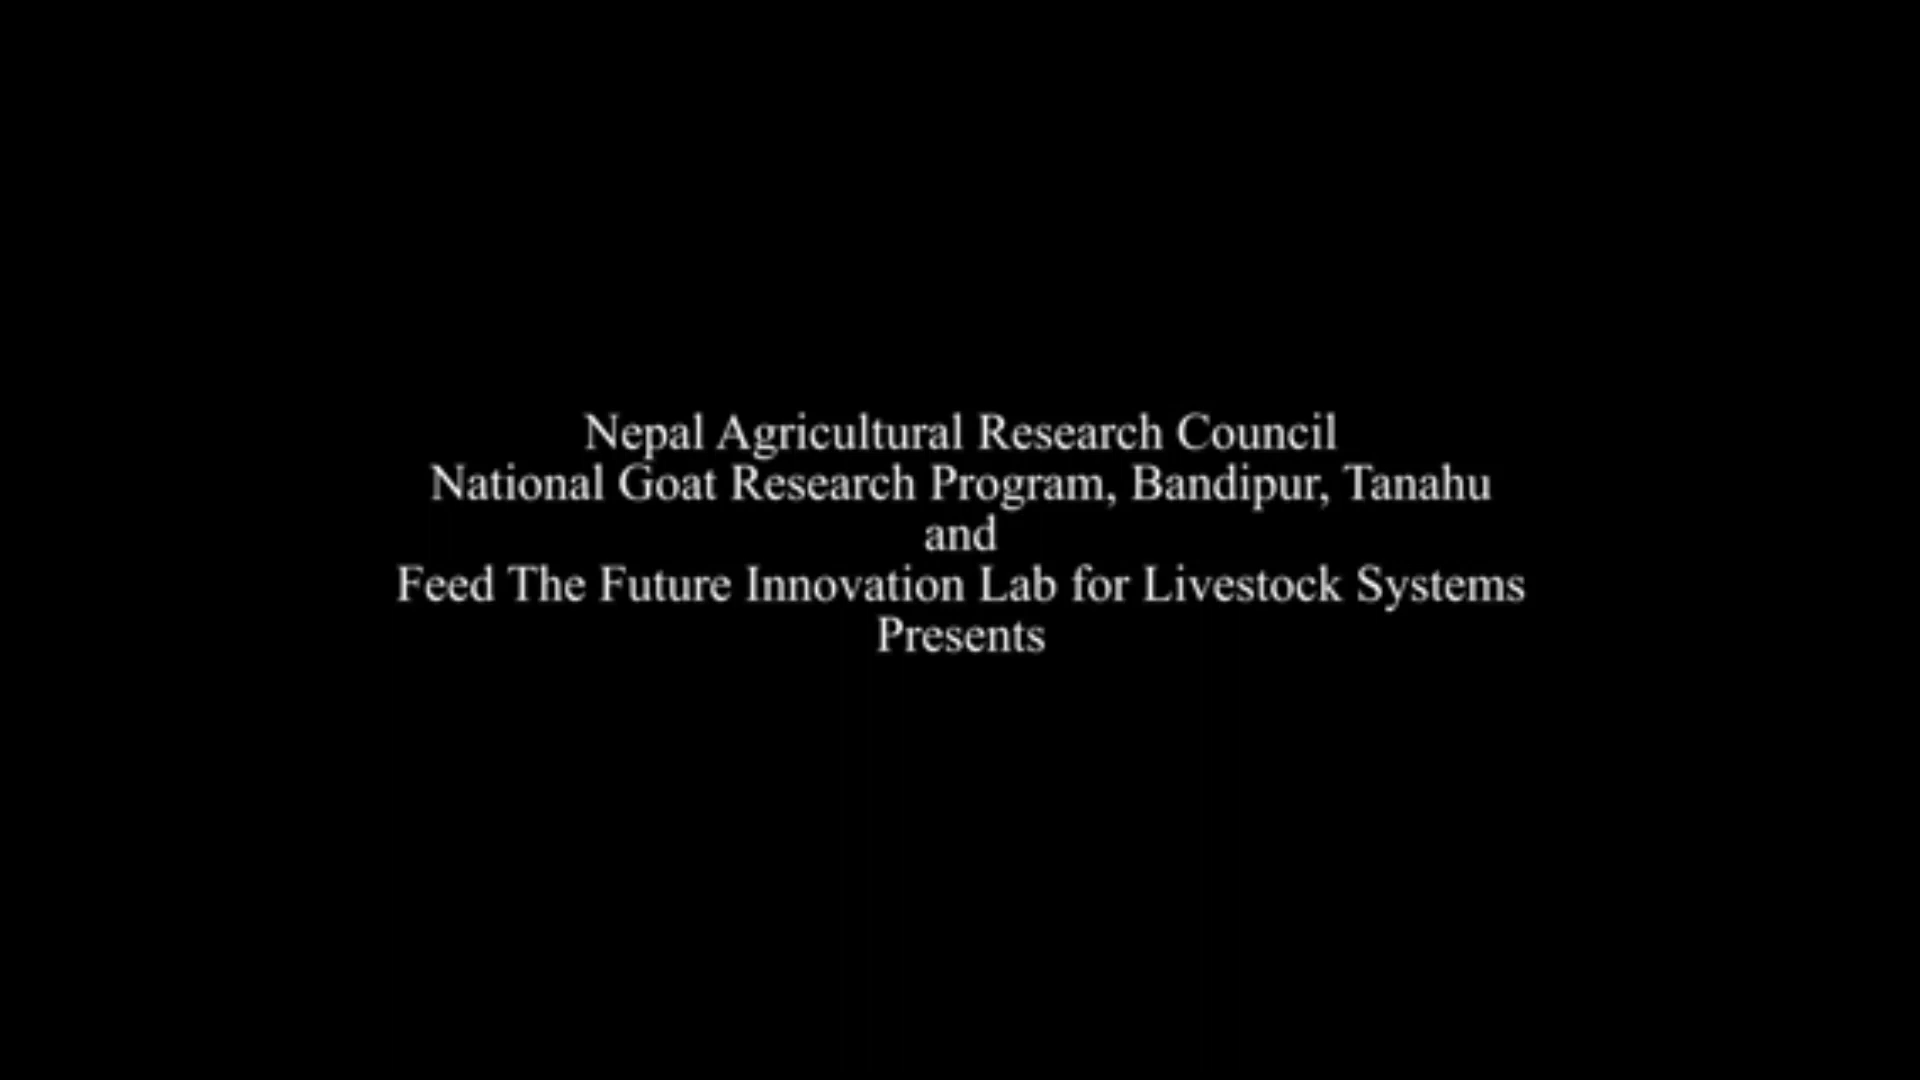 Nepal Agricultural Research Council
National Goat Research Program, Bandipur, Tanahu
and
Feed The Future Innovation Lab for Livestock Systems
Presents